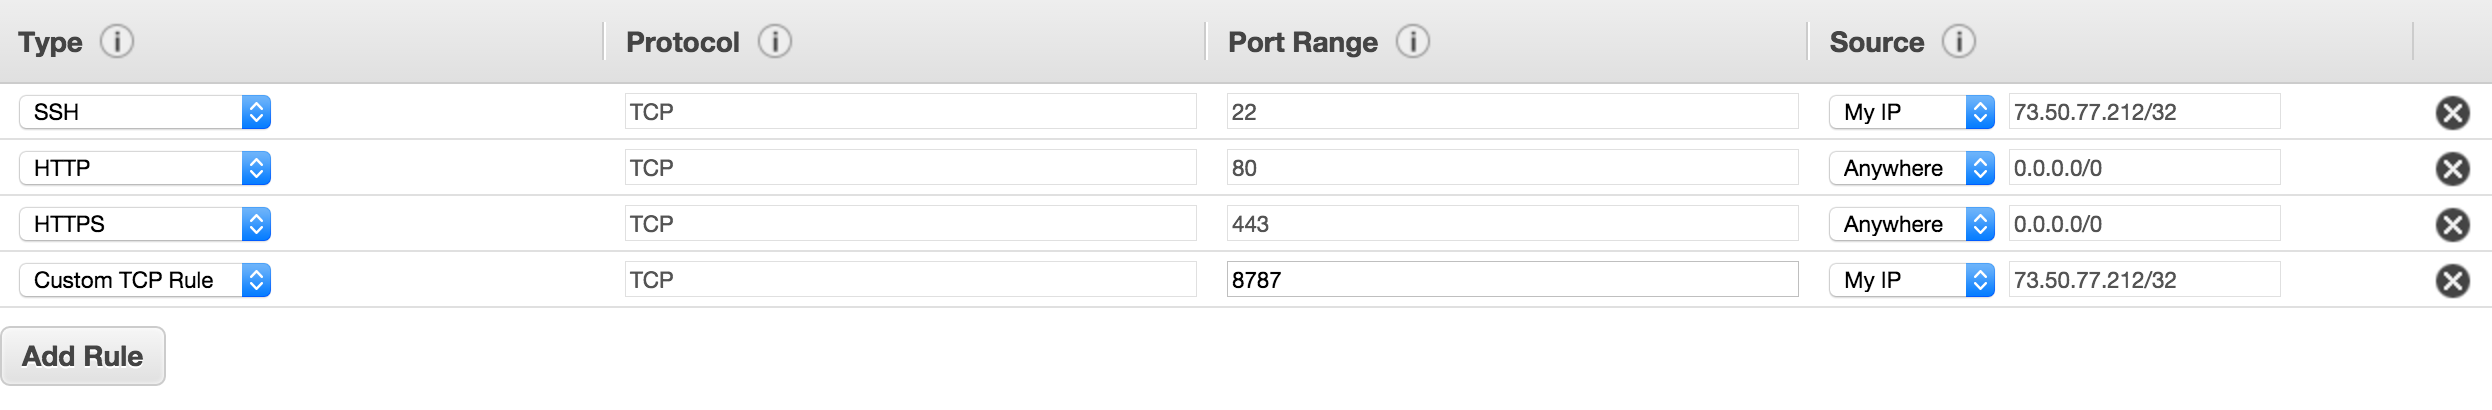 Type Protocol Port Range Source
SSH TCP 22 My IP 73.50.77.212/32
HTTP TCP 80 Anywhere 0.0.0.0/0
HTTPS TCP 443 Anywhere 0.0.0.0/0
Custom TCP Rule TCP 8787 My IP 73.50.77.212/32
Add Rule